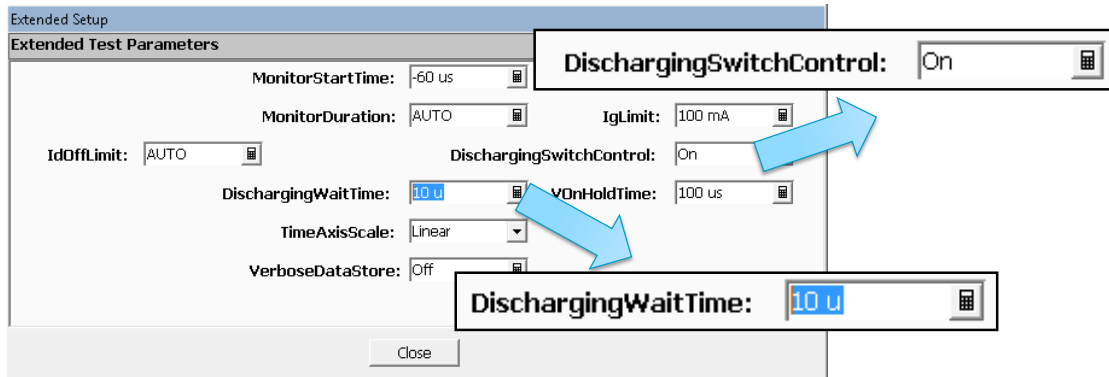 Extended Setup
Extended Test Parameters
DischargingSwitchControl: On
MonitorStartTime: -60 us
MonitorDuration: AUTO IgLimit: 100 mA
IdOffLimit: AUTO DischargingSwitchControl: On
DischargingWaitTime: 10 u VOnHoldTime: 100 us
TimeAxisScale: Linear
VerboseDataStore: Off
DischargingWaitTime: 10 u
Close